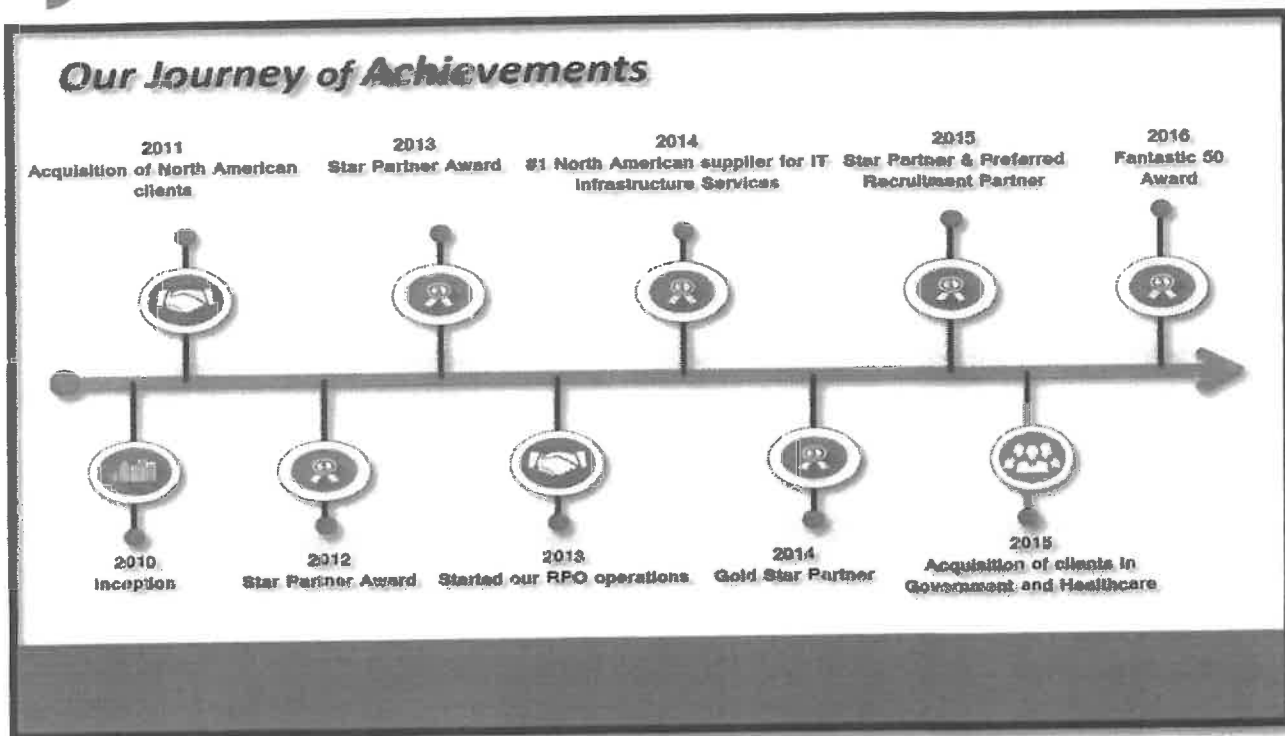 Our Journey of Achievements
2011
Acquisition of North American
clients
2013
Star Partner Award
2014
#1 North American supplier for IT
Infrastructure Services
2015
Star Partner & Preferred
Recruitment Partner
2016
Fantastic 50
Award
2010
Inception
2012
Star Partner Award
2013
Started our RPO operations
2014
Gold Star Partner
2015
Acquisition of clients in
Government and Healthcare